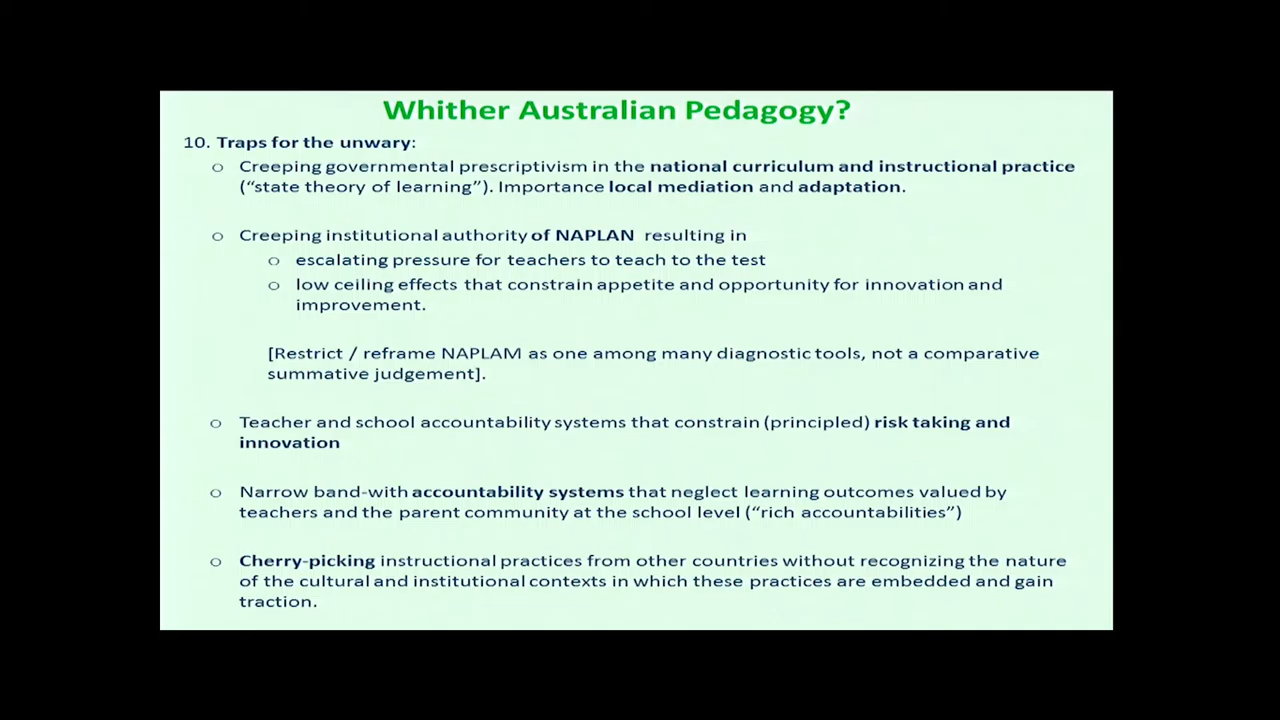 Whither Australian Pedagogy?
10. Traps for the unwary:
o Creeping governmental prescriptivism in the national curriculum and instructional practice
("state theory of learning"). Importance local mediation and adaptation.
o Creeping institutional authority of NAPLAN resulting in
o escalating pressure for teachers to teach to the test
o low ceiling effects that constrain appetite and opportunity for innovation and
improvement.
[Restrict / reframe NAPLAM as one among many diagnostic tools, not a comparative
summative judgement].
o Teacher and school accountability systems that constrain (principled) risk taking and
innovation
o Narrow band-with accountability systems that neglect learning outcomes valued by
teachers and the parent community at the school level ("rich accountabilities")
o Cherry-picking instructional practices from other countries without recognizing the nature
of the cultural and institutional contexts in which these practices are embedded and gain
traction.